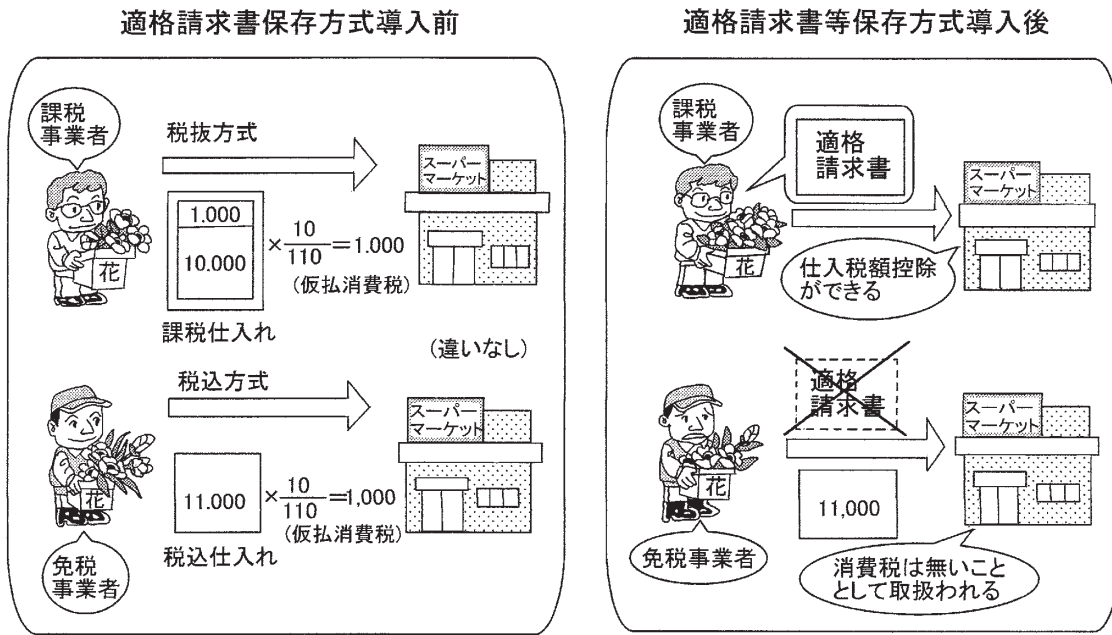 適格請求書保存方式導入前
課税
事業者
税抜方式
1.000
10.000
×10/110=1.000
(仮払消費税)
課税仕入れ
花
スーパー
マーケット
(違いなし)
税込方式
11.000
×10/110=1,000
(仮払消費税)
税込仕入れ
花
スーパー
マーケット
免税
事業者
適格請求書等保存方式導入後
課税
事業者
適格
請求書
花
スーパー
マーケット
仕入税額控除
ができる
適格
請求書
花
スーパー
マーケット
11,000
免税事業者
消費税は無いこと
として取扱われる